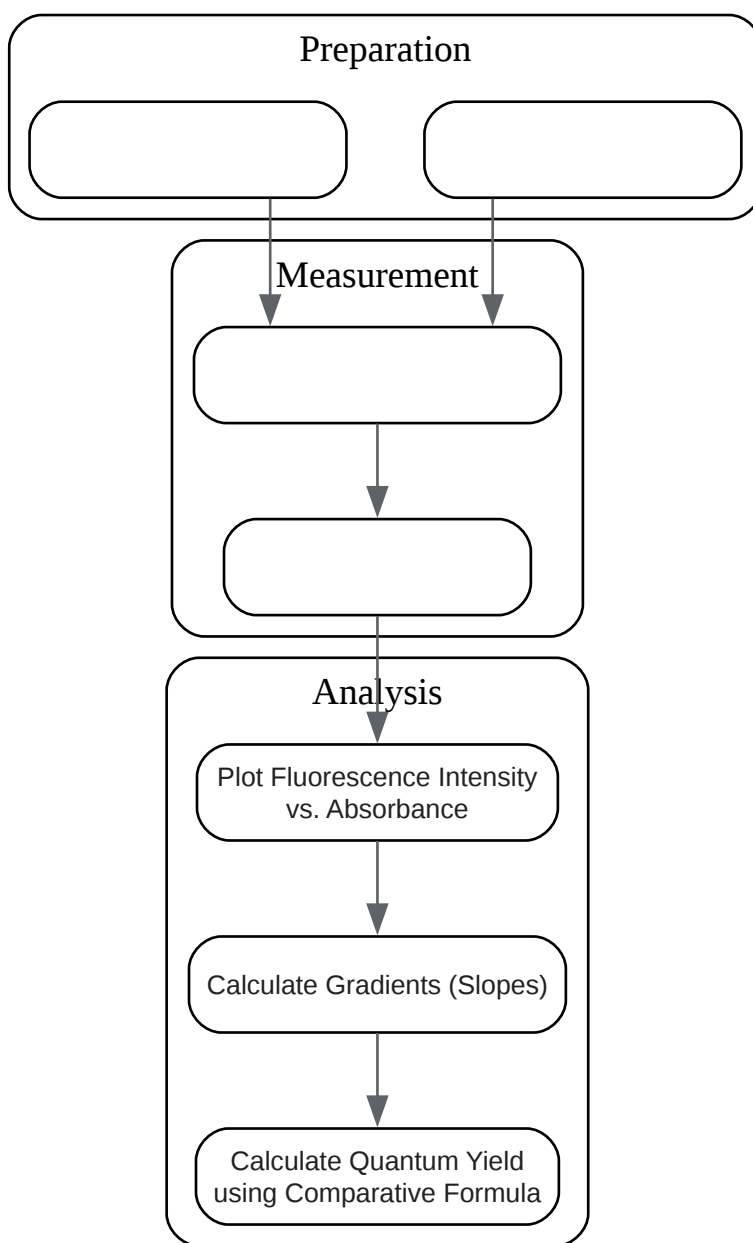 Preparation
Measurement
Analysis
Plot Fluorescence Intensity
vs. Absorbance
Calculate Gradients (Slopes)
Calculate Quantum Yield
using Comparative Formula